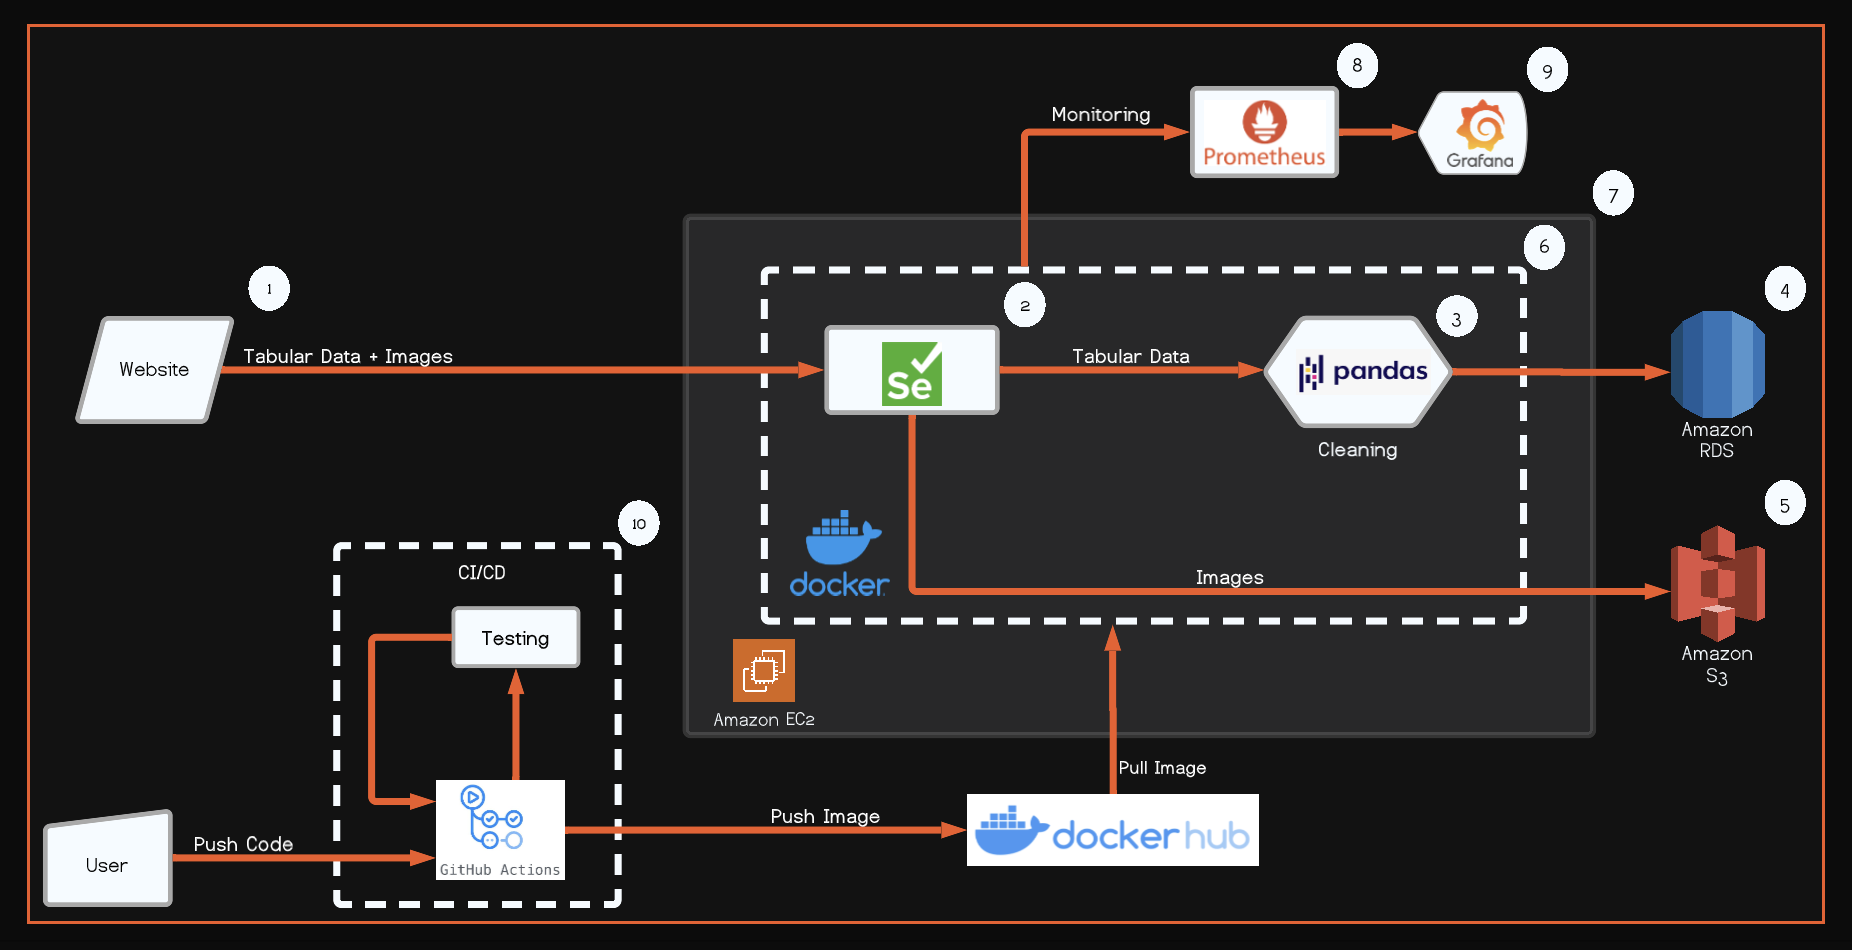 8
9
Monitoring
Prometheus
Grafana
7
6
1
2
3
4
Website
Tabular Data + Images
Se
Tabular Data
pandas
Cleaning
Amazon
RDS
10
CI/CD
docker
Images
5
Testing
Amazon
S3
Amazon EC2
Pull Image
User
Push Code
GitHub Actions
Push Image
dockerhub